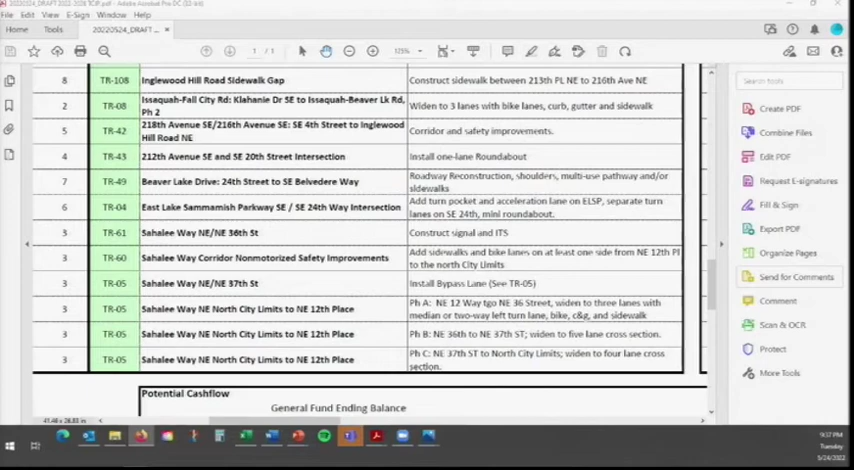 20220524_DRAFT 2023-2028 TCIP.pdf - Adobe Acrobat Pro DC (32-bit)
File Edit View E-Sign Window Help
Home Tools 20220524_DRAFT ... ×
1 / 1 125%
Search tools
8 TR-108 Inglewood Hill Road Sidewalk Gap Construct sidewalk between 213th PL NE to 216th Ave NE
2 TR-08 Issaquah-Fall City Rd: Klahanie Dr SE to Issaquah-Beaver Lk Rd, Ph 2 Widen to 3 lanes with bike lanes, curb, gutter and sidewalk
5 TR-42 218th Avenue SE/216th Avenue SE: SE 4th Street to Inglewood Hill Road NE Corridor and safety improvements.
4 TR-43 212th Avenue SE and SE 20th Street Intersection Install one-lane Roundabout
7 TR-49 Beaver Lake Drive: 24th Street to SE Belvedere Way Roadway Reconstruction, shoulders, multi-use pathway and/or sidewalks
6 TR-04 East Lake Sammamish Parkway SE / SE 24th Way Intersection Add turn pocket and acceleration lane on ELSP, separate turn lanes on SE 24th, mini roundabout.
3 TR-61 Sahalee Way NE/NE 36th St Construct signal and ITS
3 TR-60 Sahalee Way Corridor Nonmotorized Safety Improvements Add sidewalks and bike lanes on at least one side from NE 12th Pl to the north City Limits
3 TR-05 Sahalee Way NE/NE 37th St Install Bypass Lane (See TR-05)
3 TR-05 Sahalee Way NE North City Limits to NE 12th Place Ph A: NE 12 Way tgo NE 36 Street, widen to three lanes with median or two-way left turn lane, bike, c&g, and sidewalk
3 TR-05 Sahalee Way NE North City Limits to NE 12th Place Ph B: NE 36th to NE 37th ST; widen to five lane cross section.
3 TR-05 Sahalee Way NE North City Limits to NE 12th Place Ph C: NE 37th ST to North City Limits; widen to four lane cross section.
Potential Cashflow
General Fund Ending Balance
Create PDF
Combine Files
Edit PDF
Request E-signatures
Fill & Sign
Export PDF
Organize Pages
Send for Comments
Comment
Scan & OCR
Protect
More Tools
9:37 PM
Tuesday
5/24/2022